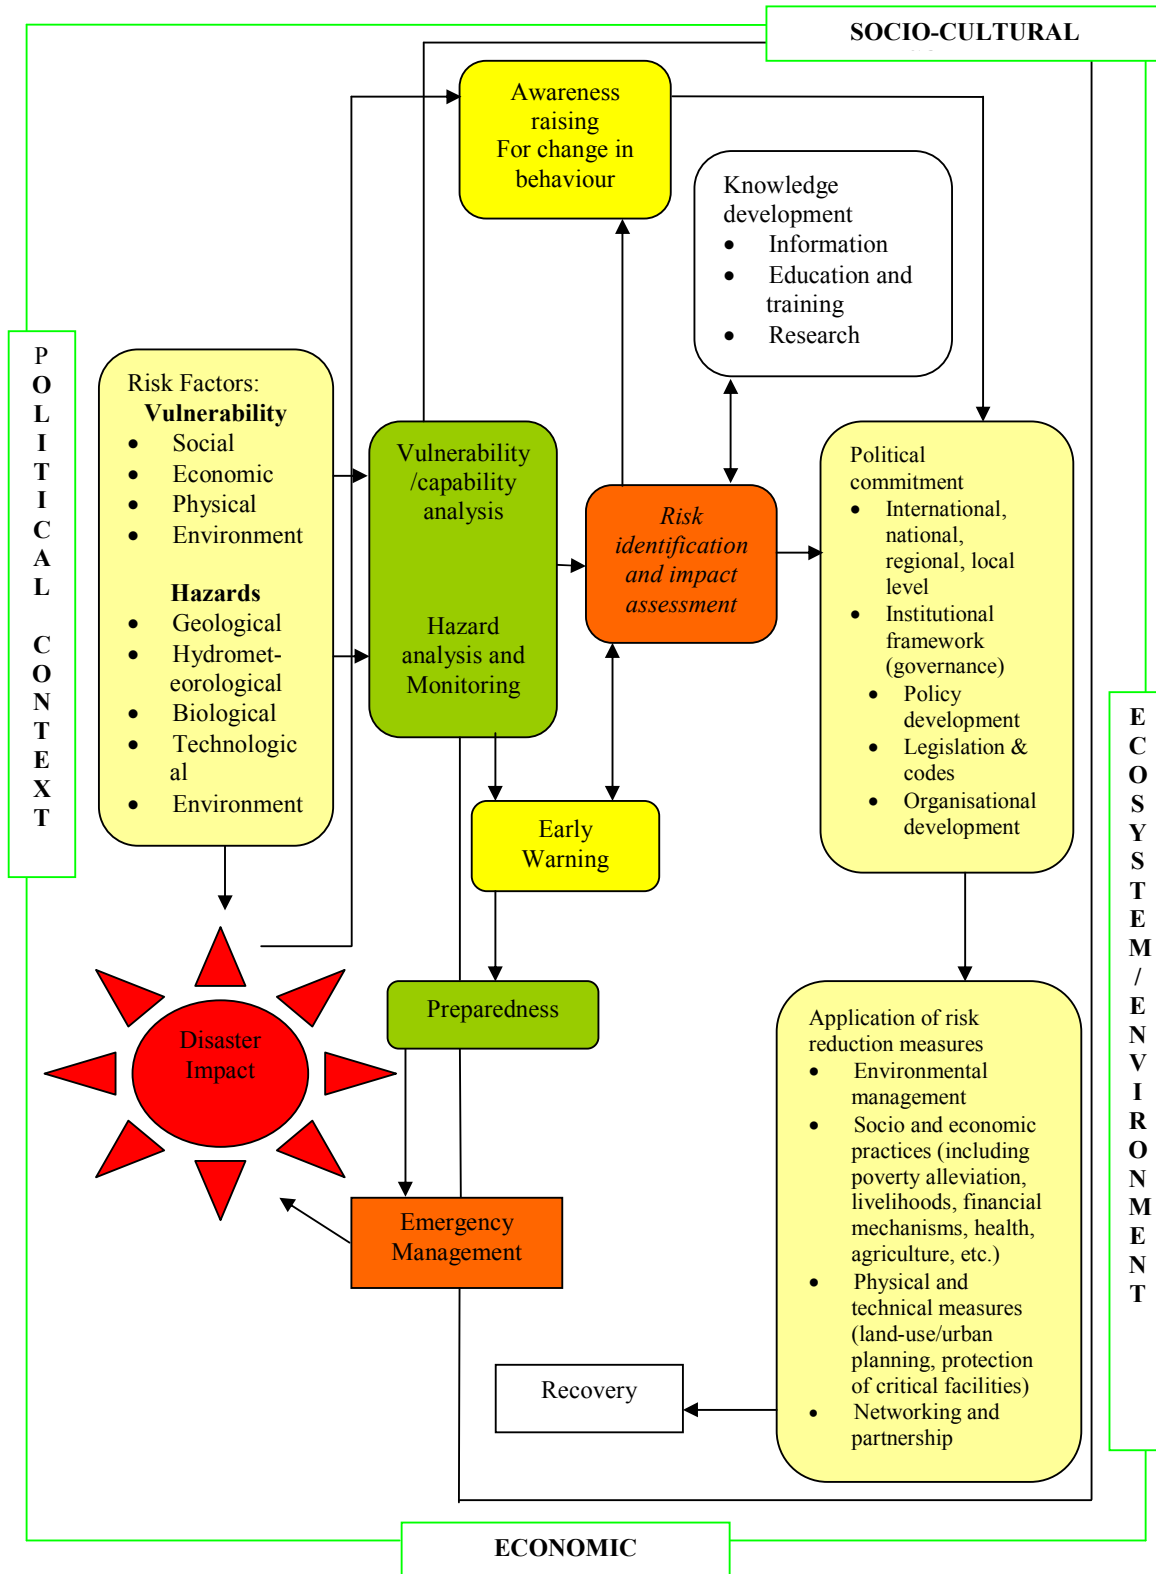 SOCIO-CULTURAL
Awareness
raising
For change in
behaviour
Knowledge
development
• Information
• Education and
training
• Research
POLITICAL CONTEXT
Risk Factors:
Vulnerability
• Social
• Economic
• Physical
• Environment
Hazards
• Geological
• Hydromet-
eorological
• Biological
• Technologic
al
• Environment
Vulnerability
/capability
analysis
Hazard
analysis and
Monitoring
Risk
identification
and impact
assessment
Political
commitment
• International,
national,
regional, local
level
• Institutional
framework
(governance)
• Policy
development
• Legislation &
codes
• Organisational
development
ECOSYSTEM/ENVIRONMENT
Early
Warning
Preparedness
Disaster
Impact
Emergency
Management
Application of risk
reduction measures
• Environmental
management
• Socio and economic
practices (including
poverty alleviation,
livelihoods, financial
mechanisms, health,
agriculture, etc.)
• Physical and
technical measures
(land-use/urban
planning, protection
of critical facilities)
• Networking and
partnership
Recovery
ECONOMIC